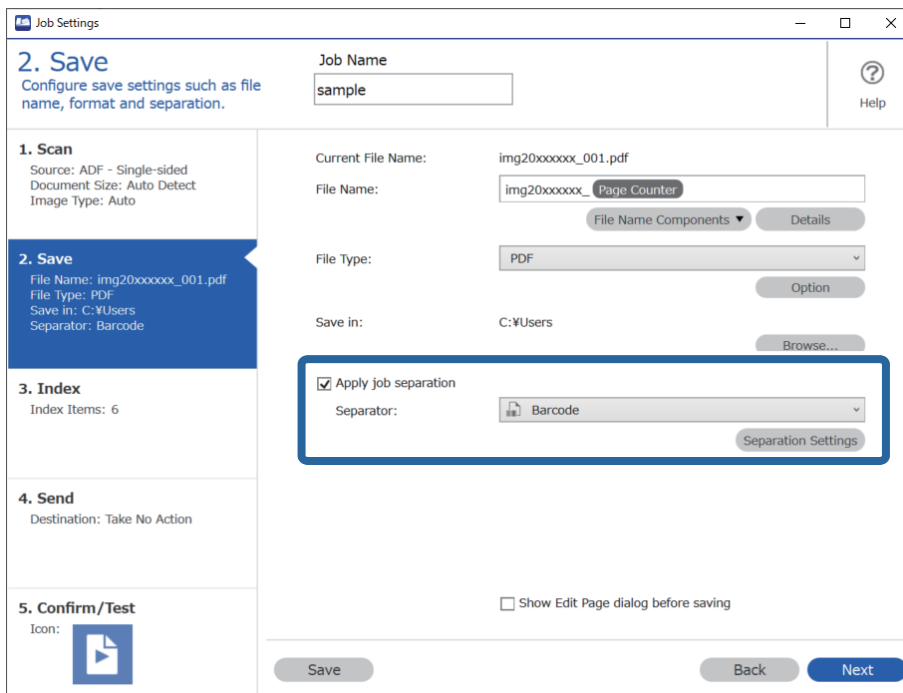 Job Settings
2. Save
Configure save settings such as file
name, format and separation.
Job Name
sample
Help
1. Scan
Source: ADF - Single-sided
Document Size: Auto Detect
Image Type: Auto
2. Save
File Name: img20xxxxxx_001.pdf
File Type: PDF
Save in: C:¥Users
Separator: Barcode
3. Index
Index Items: 6
4. Send
Destination: Take No Action
5. Confirm/Test
Icon:
Current File Name: img20xxxxxx_001.pdf
File Name: img20xxxxxx_ Page Counter
File Name Components ▼ Details
File Type: PDF
Option
Save in: C:¥Users
Browse...
Apply job separation
Separator: Barcode
Separation Settings
Show Edit Page dialog before saving
Save Back Next